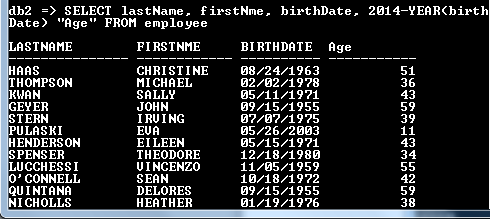 db2 => SELECT lastName, firstNme, birthDate, 2014-YEAR(birth
Date) "Age" FROM employee
LASTNAME FIRSTNME BIRTHDATE Age
--------------- ------------ ---------- -----------
HAAS CHRISTINE 08/24/1963 51
THOMPSON MICHAEL 02/02/1978 36
KWAN SALLY 05/11/1971 43
GEYER JOHN 09/15/1955 59
STERN IRVING 07/07/1975 39
PULASKI EVA 05/26/2003 11
HENDERSON EILEEN 05/15/1971 43
SPENSER THEODORE 12/18/1980 34
LUCCHESSI VINCENZO 11/05/1959 55
O'CONNELL SEAN 10/18/1972 42
QUINTANA DELORES 09/15/1955 59
NICHOLLS HEATHER 01/19/1976 38